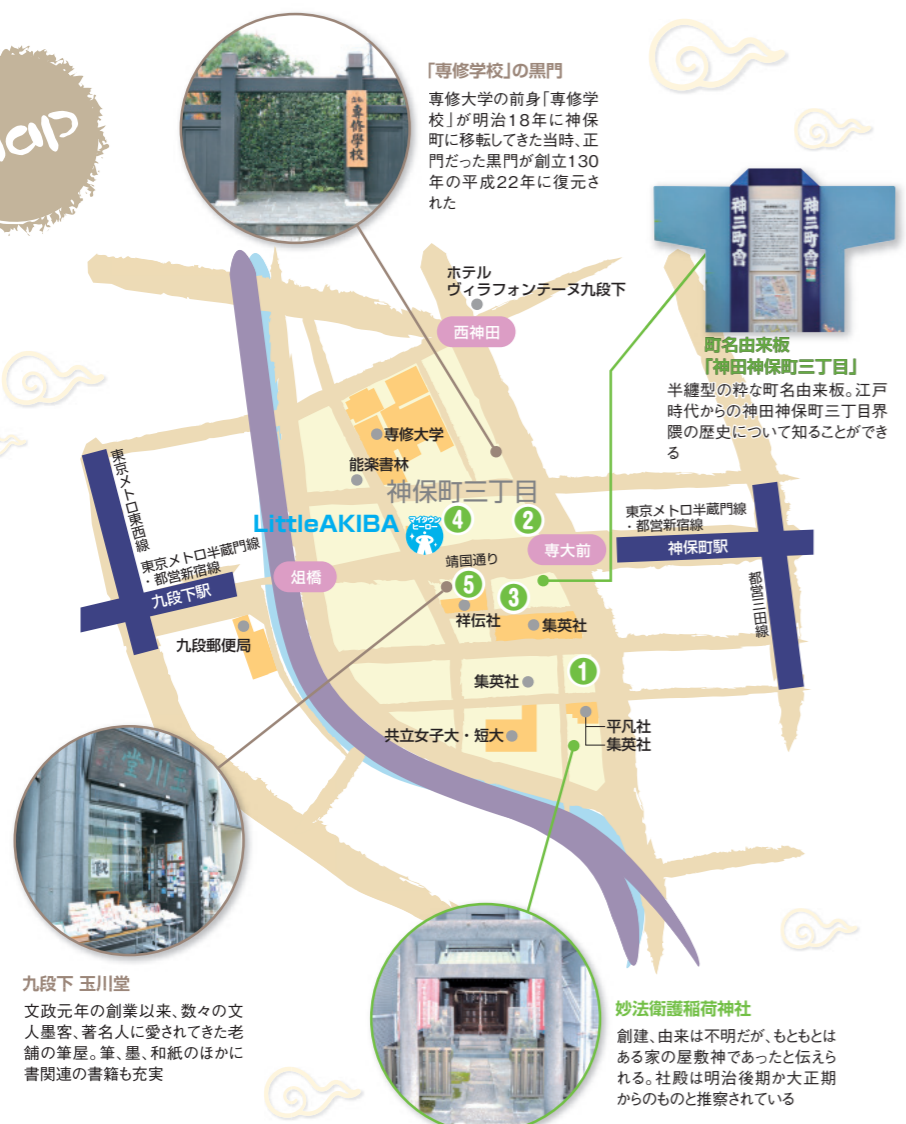 map
「専修学校」の黒門
専修大学の前身「専修学
校」が明治18年に神保
町に移転してきた当時、正
門だった黒門が創立130
年の平成22年に復元さ
れた
専修學校
神三町會
神三町會
町名由来板
「神田神保町三丁目」
半纏型の粋な町名由来板。江戸
時代からの神田神保町三丁目界
隈の歴史について知ることができ
る
ホテル
ヴィラフォンテーヌ九段下
西神田
専修大学
能楽書林
神保町三丁目
LittleAKIBA
マイタウン
ヒーロー
4
2
専大前
東京メトロ半蔵門線
・都営新宿線
神保町駅
都営三田線
東京メトロ東西線
東京メトロ半蔵門線
・都営新宿線
九段下駅
俎橋
靖国通り
5
3
祥伝社
集英社
九段郵便局
1
集英社
共立女子大・短大
平凡社
集英社
玉川堂
九段下 玉川堂
文政元年の創業以来、数々の文
人墨客、著名人に愛されてきた老
舗の筆屋。筆、墨、和紙のほかに
書関連の書籍も充実
妙法衛護稲荷神社
創建、由来は不明だが、もともとは
ある家の屋敷神であったと伝えら
れる。社殿は明治後期か大正期
からのものと推察されている